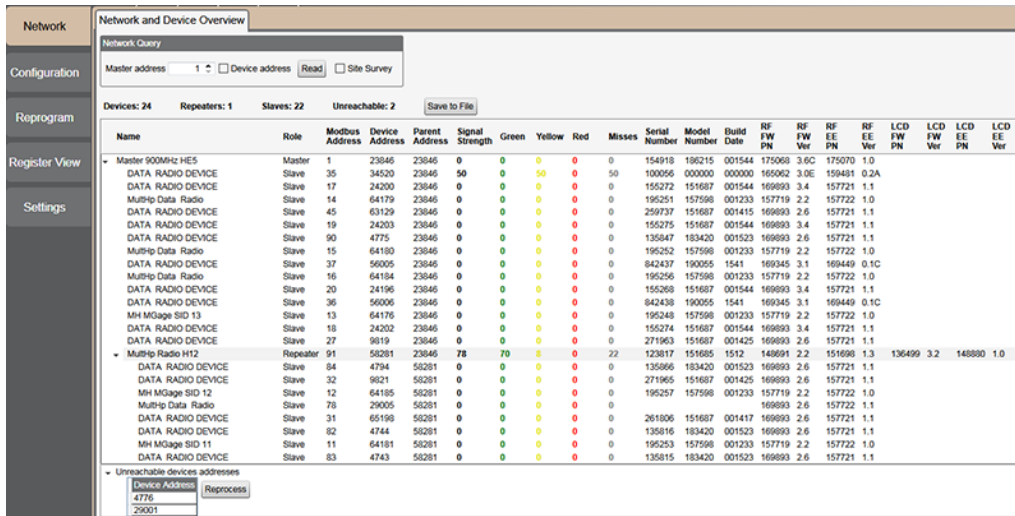 Network
Configuration
Reprogram
Register View
Settings
Network and Device Overview
Network Query
Master address 1 Device address Read Site Survey
Devices: 24 Repeaters: 1 Slaves: 22 Unreachable: 2 Save to File
Name Role Modbus Address Device Address Parent Address Signal Strength Green Yellow Red Misses Serial Number Model Number Build Date RF FW PN RF FW Ver RF EE PN RF EE Ver LCD FW PN LCD FW Ver LCD EE PN LCD EE Ver
Master 900MHz HE5 Master 1 23846 0 0 0 0 0 154918 186215 001544 175068 3.6C 175070 1.0
DATA RADIO DEVICE Slave 35 34520 23846 50 0 50 0 50 100056 000000 000000 165062 3.0E 159481 0.2A
DATA RADIO DEVICE Slave 17 24200 23846 0 0 0 0 0 155272 151687 001544 169893 3.4 157721 1.1
MultHp Data Radio Slave 14 64179 23846 0 0 0 0 0 195251 157598 001233 157719 2.2 157722 1.0
DATA RADIO DEVICE Slave 45 63129 23846 0 0 0 0 0 259737 151687 001415 169893 2.6 157721 1.1
DATA RADIO DEVICE Slave 19 24203 23846 0 0 0 0 0 155275 151687 001544 169893 3.4 157721 1.1
DATA RADIO DEVICE Slave 90 4775 23846 0 0 0 0 0 135847 183420 001523 169893 2.6 157721 1.1
MultHp Data Radio Slave 15 64180 23846 0 0 0 0 0 195252 157598 001233 157719 2.2 157722 1.0
DATA RADIO DEVICE Slave 37 56005 23846 0 0 0 0 0 842437 190055 1541 169345 3.1 169449 0.1C
MultHp Data Radio Slave 16 64184 23846 0 0 0 0 0 195256 157598 001233 157719 2.2 157722 1.0
DATA RADIO DEVICE Slave 20 24196 23846 0 0 0 0 0 155268 151687 001544 169893 3.4 157721 1.1
DATA RADIO DEVICE Slave 36 56006 23846 0 0 0 0 0 842438 190055 1541 169345 3.1 169449 0.1C
MH MGage SID 13 Slave 13 64176 23846 0 0 0 0 0 195248 157598 001233 157719 2.2 157722 1.0
DATA RADIO DEVICE Slave 18 24202 23846 0 0 0 0 0 155274 151687 001544 169893 3.4 157721 1.1
DATA RADIO DEVICE Slave 27 9819 23846 0 0 0 0 0 271963 151687 001425 169893 2.6 157721 1.1
MultHp Radio H12 Repeater 91 58281 23846 78 70 8 0 22 123817 151685 1512 148691 2.2 151698 1.3 136499 3.2 148880 1.0
DATA RADIO DEVICE Slave 84 4794 58281 0 0 0 0 0 135866 183420 001523 169893 2.6 157721 1.1
DATA RADIO DEVICE Slave 32 9821 58281 0 0 0 0 0 271965 151687 001425 169893 2.6 157721 1.1
MH MGage SID 12 Slave 12 64185 58281 0 0 0 0 0 195257 157598 001233 157719 2.2 157722 1.0
MultHp Data Radio Slave 78 29005 58281 0 0 0 0 0 169893 2.6 157722 1.1
DATA RADIO DEVICE Slave 31 65198 58281 0 0 0 0 0 261806 151687 001417 169893 2.6 157721 1.1
DATA RADIO DEVICE Slave 82 4744 58281 0 0 0 0 0 135816 183420 001523 169893 2.6 157721 1.1
MH MGage SID 11 Slave 11 64181 58281 0 0 0 0 0 195253 157598 001233 157719 2.2 157722 1.0
DATA RADIO DEVICE Slave 83 4743 58281 0 0 0 0 0 135815 183420 001523 169893 2.6 157721 1.1
Unreachable devices addresses
Device Address Reprocess
4776
29001